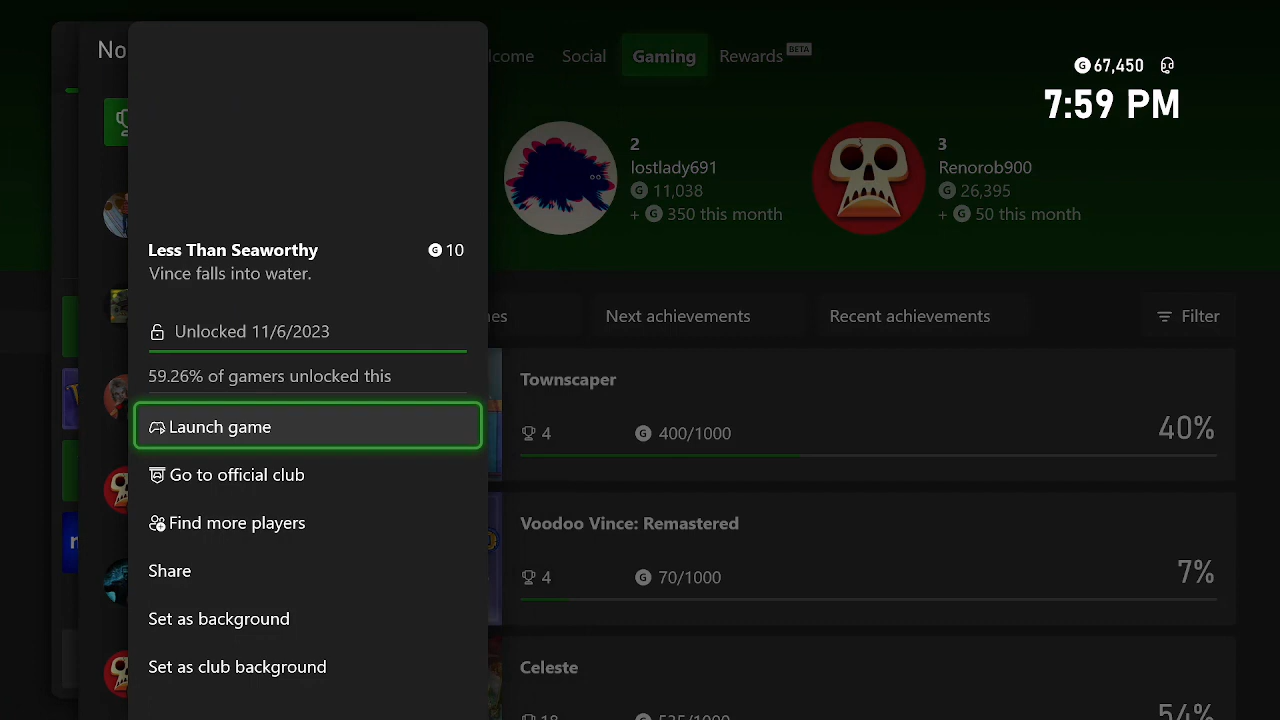 No
lcome
Social
Gaming
Rewards BETA
67,450
7:59 PM
2
lostlady691
11,038
+ G 350 this month
3
Renorob900
26,395
+ G 50 this month
Less Than Seaworthy
G 10
Vince falls into water.
Unlocked 11/6/2023
59.26% of gamers unlocked this
Launch game
Go to official club
Find more players
Share
Set as background
Set as club background
es
Next achievements
Recent achievements
Filter
Townscaper
4
G 400/1000
40%
Voodoo Vince: Remastered
4
G 70/1000
7%
Celeste
54%